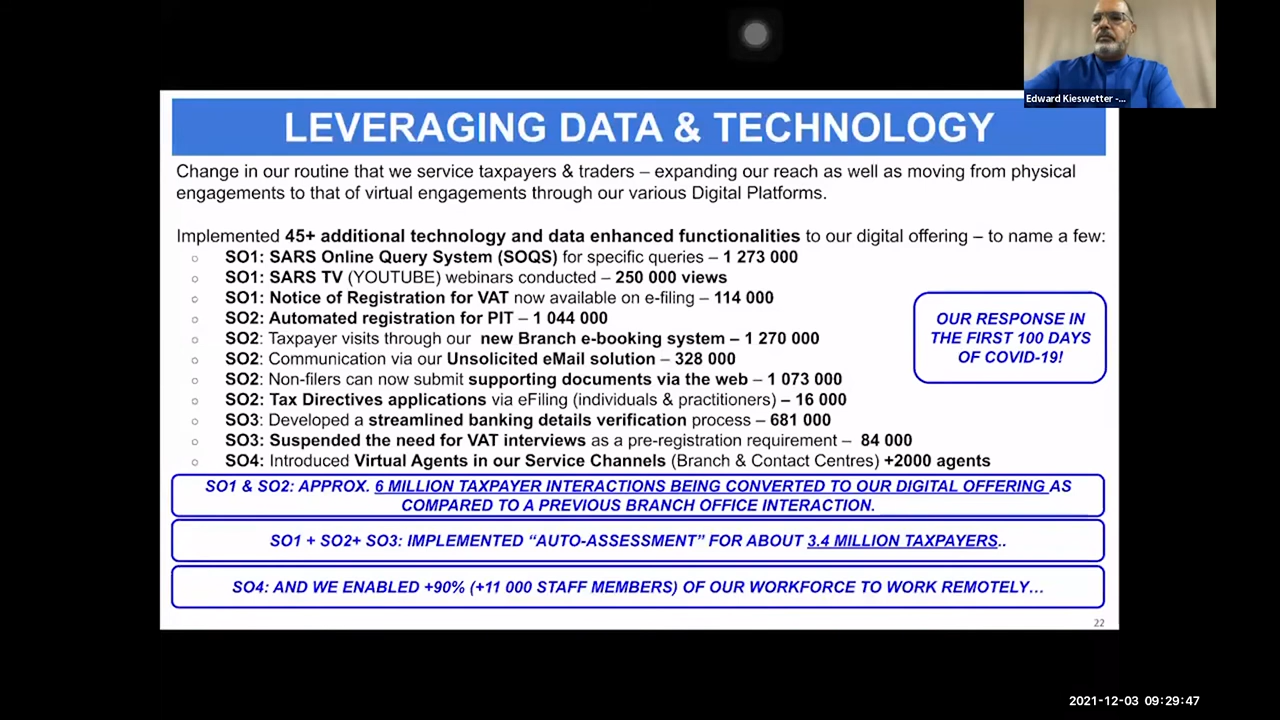 Edward Kieswetter -...
LEVERAGING DATA & TECHNOLOGY
Change in our routine that we service taxpayers & traders – expanding our reach as well as moving from physical
engagements to that of virtual engagements through our various Digital Platforms.
Implemented 45+ additional technology and data enhanced functionalities to our digital offering – to name a few:
○ SO1: SARS Online Query System (SOQS) for specific queries – 1 273 000
○ SO1: SARS TV (YOUTUBE) webinars conducted – 250 000 views
○ SO1: Notice of Registration for VAT now available on e-filing – 114 000
○ SO2: Automated registration for PIT – 1 044 000
○ SO2: Taxpayer visits through our new Branch e-booking system – 1 270 000
○ SO2: Communication via our Unsolicited eMail solution – 328 000
○ SO2: Non-filers can now submit supporting documents via the web – 1 073 000
○ SO2: Tax Directives applications via eFiling (individuals & practitioners) – 16 000
○ SO3: Developed a streamlined banking details verification process – 681 000
○ SO3: Suspended the need for VAT interviews as a pre-registration requirement – 84 000
○ SO4: Introduced Virtual Agents in our Service Channels (Branch & Contact Centres) +2000 agents
OUR RESPONSE IN
THE FIRST 100 DAYS
OF COVID-19!
SO1 & SO2: APPROX. 6 MILLION TAXPAYER INTERACTIONS BEING CONVERTED TO OUR DIGITAL OFFERING AS
COMPARED TO A PREVIOUS BRANCH OFFICE INTERACTION.
SO1 + SO2+ SO3: IMPLEMENTED “AUTO-ASSESSMENT” FOR ABOUT 3.4 MILLION TAXPAYERS..
SO4: AND WE ENABLED +90% (+11 000 STAFF MEMBERS) OF OUR WORKFORCE TO WORK REMOTELY…
22
2021-12-03 09:29:47